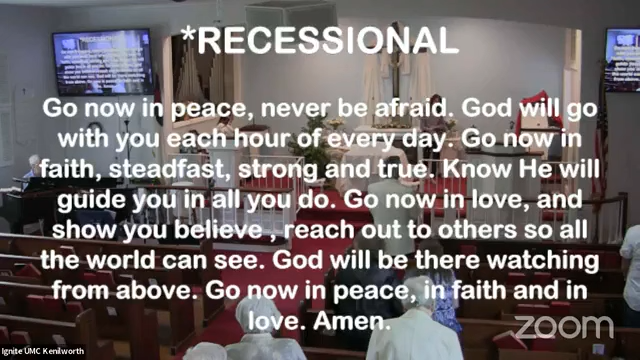 *RECESSIONAL
Go now in peace, never be afraid. God will go
with you each hour of every day. Go now in
faith, steadfast, strong and true. Know He will
guide you in all you do. Go now in love, and
show you believe , reach out to others so all
the world can see. God will be there watching
from above. Go now in peace, in faith and in
love. Amen.
Ignite UMC Kenilworth
zoom